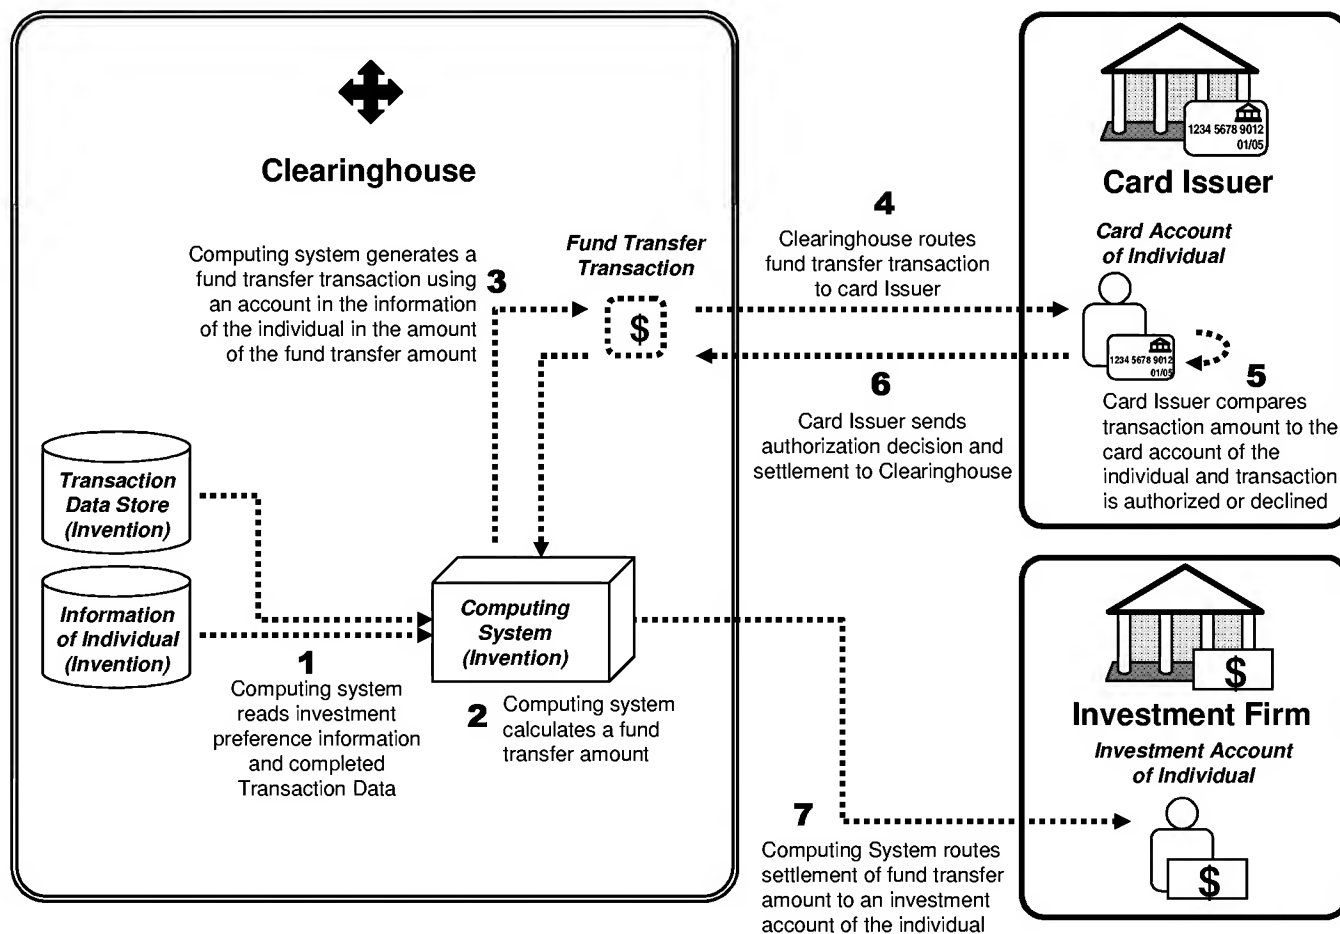 Clearinghouse
Computing system generates a
fund transfer transaction using
an account in the information
of the individual in the amount
of the fund transfer amount
3
Fund Transfer
Transaction
$
4
Clearinghouse routes
fund transfer transaction
to card Issuer
6
Card Issuer sends
authorization decision and
settlement to Clearinghouse
1234 5678 9012
01/05
Card Issuer
Card Account
of Individual
1234 5678 9012
01/05
5
Card Issuer compares
transaction amount to the
card account of the
individual and transaction
is authorized or declined
Transaction
Data Store
(Invention)
Information
of Individual
(Invention)
1
Computing system
reads investment
preference information
and completed
Transaction Data
Computing
System
(Invention)
2
Computing system
calculates a fund
transfer amount
7
Computing System routes
settlement of fund transfer
amount to an investment
account of the individual
$
Investment Firm
Investment Account
of Individual
$